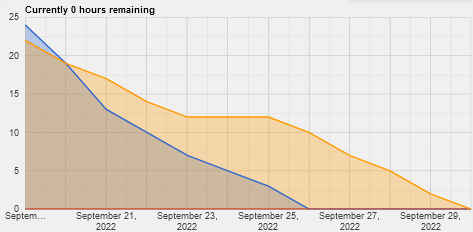 Currently 0 hours remaining
25
20
15
10
5
0
Septem...
September 21,
2022
September 23,
2022
September 25,
2022
September 27,
2022
September 29,
2022